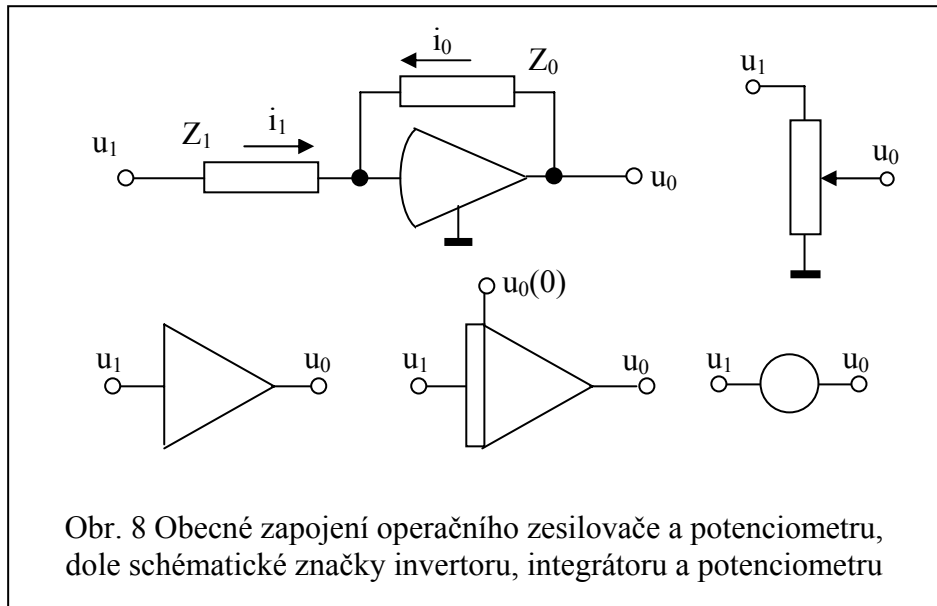 i₀
Z₀
u₁
Z₁
i₁
u₁
u₀
u₀
u₀(0)
u₁
u₀
u₁
u₀
u₁
u₀
Obr. 8 Obecné zapojení operačního zesilovače a potenciometru,
dole schématické značky invertoru, integrátoru a potenciometru